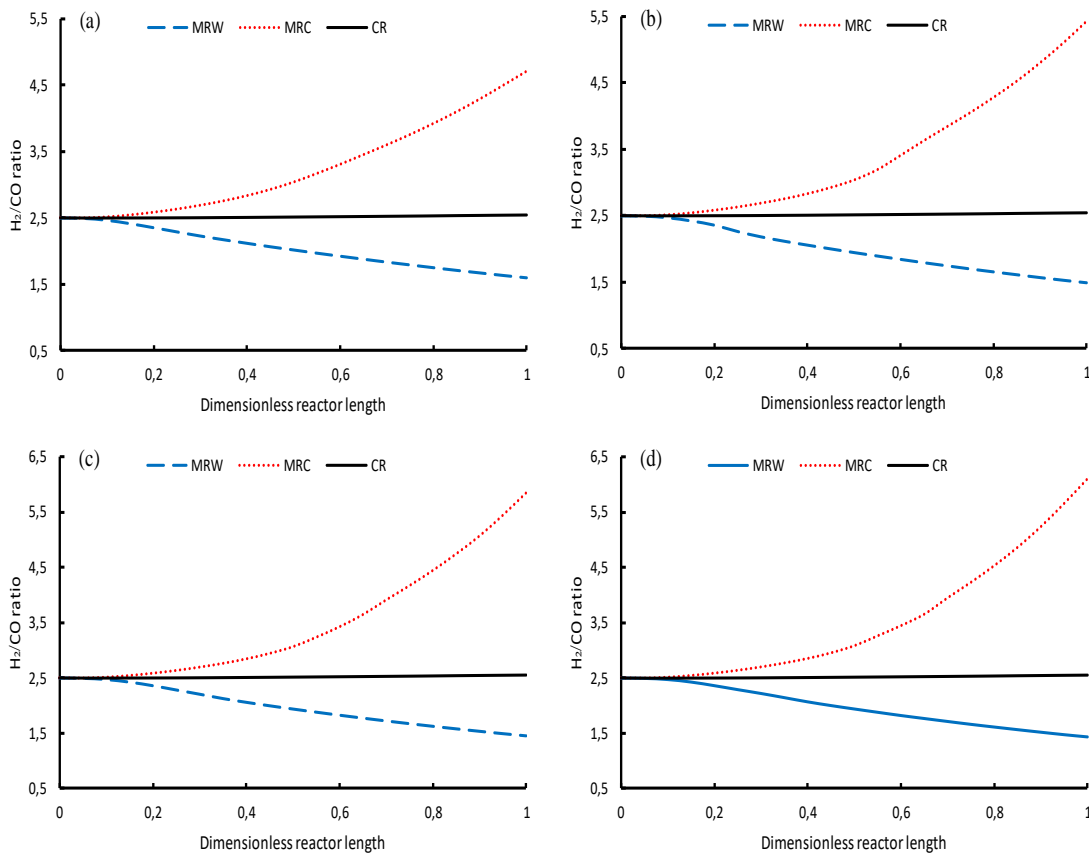 (a)
MRW MRC CR
5,5
4,5
3,5
2,5
1,5
0,5
H₂/CO ratio
0 0,2 0,4 0,6 0,8 1
Dimensionless reactor length
(b)
MRW MRC CR
5,5
4,5
3,5
2,5
1,5
0,5
H₂/CO ratio
0 0,2 0,4 0,6 0,8 1
Dimensionless reactor length
(c)
MRW MRC CR
6,5
5,5
4,5
3,5
2,5
1,5
0,5
H₂/CO ratio
0 0,2 0,4 0,6 0,8 1
Dimensionless reactor length
(d)
MRW MRC CR
6,5
5,5
4,5
3,5
2,5
1,5
0,5
H₂/CO ratio
0 0,2 0,4 0,6 0,8 1
Dimensionless reactor length